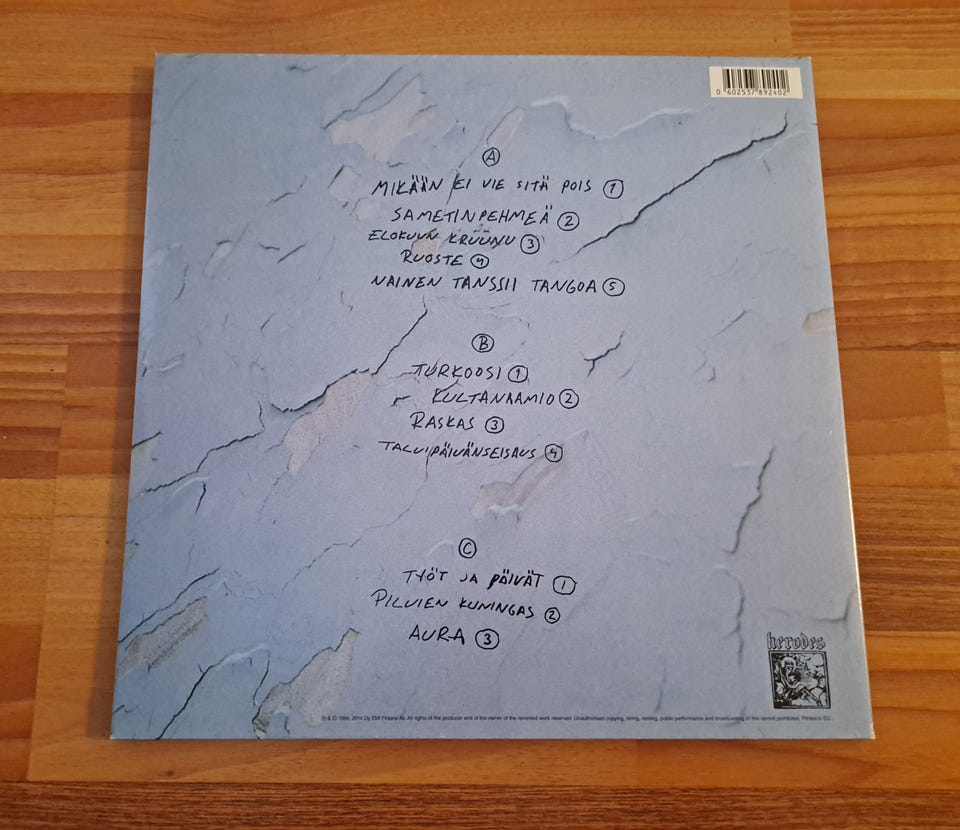 0 602537 892402
A
MIKÄÄN EI VIE SITÄ POIS 1
SAMETINPEHMEÄ 2
ELOKUUN KRÜÜNU 3
RUOSTE 4
NAINEN TANSSII TANGOA 5
B
TURKOOSI 1
KULTANAAMIO 2
RASKAS 3
TALVIPÄIVÄNSEISAUS 4
C
TYÖT JA PÄIVÄT 1
PILVIEN KUNINGAS 2
AURA 3
herodes
℗ & © 1994, 2014 Oy EMI Finland Ab. All rights of the producer and of the owner of the recorded work reserved. Unauthorised copying, hiring, renting, public performance and broadcasting of this record prohibited. Printed in EU